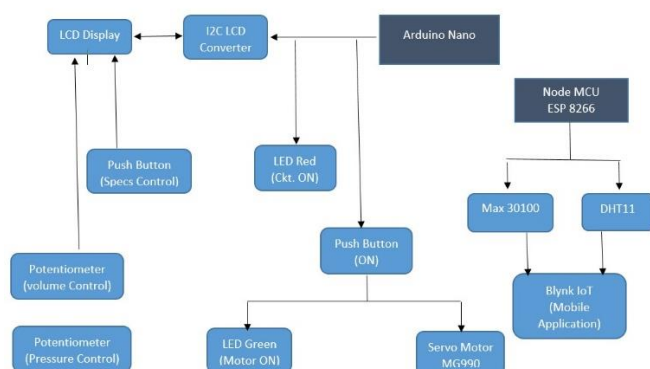 LCD Display
I2C LCD
Converter
Arduino Nano
Node MCU
ESP 8266
Push Button
(Specs Control)
LED Red
(Ckt. ON)
Max 30100
DHT11
Push Button
(ON)
Potentiometer
(volume Control)
Blynk IoT
(Mobile
Application)
Potentiometer
(Pressure Control)
LED Green
(Motor ON)
Servo Motor
MG990